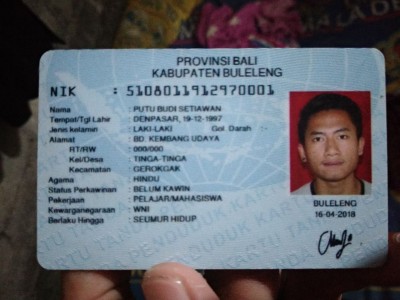 PROVINSI BALI
KABUPATEN BULELENG
NIK : 5108011912970001
Nama : PUTU BUDI SETIAWAN
Tempat/Tgl Lahir : DENPASAR, 19-12-1997
Jenis kelamin : LAKI-LAKI Gol. Darah : -
Alamat : BD. KEMBANG UDAYA
RT/RW : 000/000
Kel/Desa : TINGA-TINGA
Kecamatan : GEROKGAK
Agama : HINDU
Status Perkawinan : BELUM KAWIN
Pekerjaan : PELAJAR/MAHASISWA
Kewarganegaraan : WNI
Berlaku Hingga : SEUMUR HIDUP
BULELENG
16-04-2018